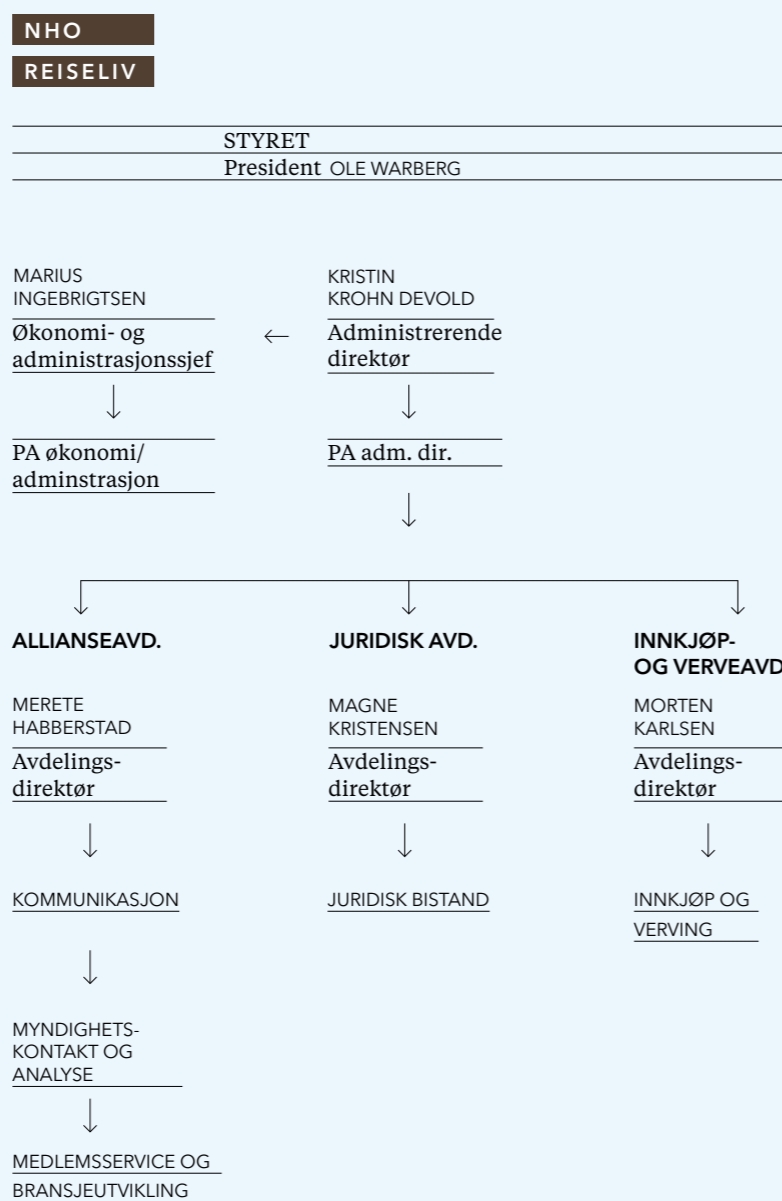 NHO
REISELIV
STYRET
President OLE WARBERG
MARIUS
INGEBRIGTSEN
Økonomi- og
administrasjonssjef
KRISTIN
KROHN DEVOLD
Administrerende
direktør
PA økonomi/
adminstrasjon
PA adm. dir.
ALLIANSEAVD.
MERETE
HABBERSTAD
Avdelings-
direktør
KOMMUNIKASJON
MYNDIGHETS-
KONTAKT OG
ANALYSE
MEDLEMSSERVICE OG
BRANSJEUTVIKLING
JURIDISK AVD.
MAGNE
KRISTENSEN
Avdelings-
direktør
JURIDISK BISTAND
INNKJØP-
OG VERVEAVD
MORTEN
KARLSEN
Avdelings-
direktør
INNKJØP OG
VERVING